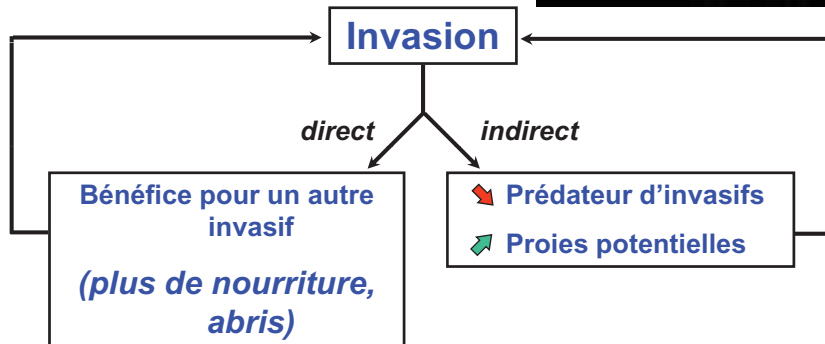 Invasion
direct
indirect
Bénéfice pour un autre
invasif
(plus de nourriture,
abris)
Prédateur d’invasifs
Proies potentielles